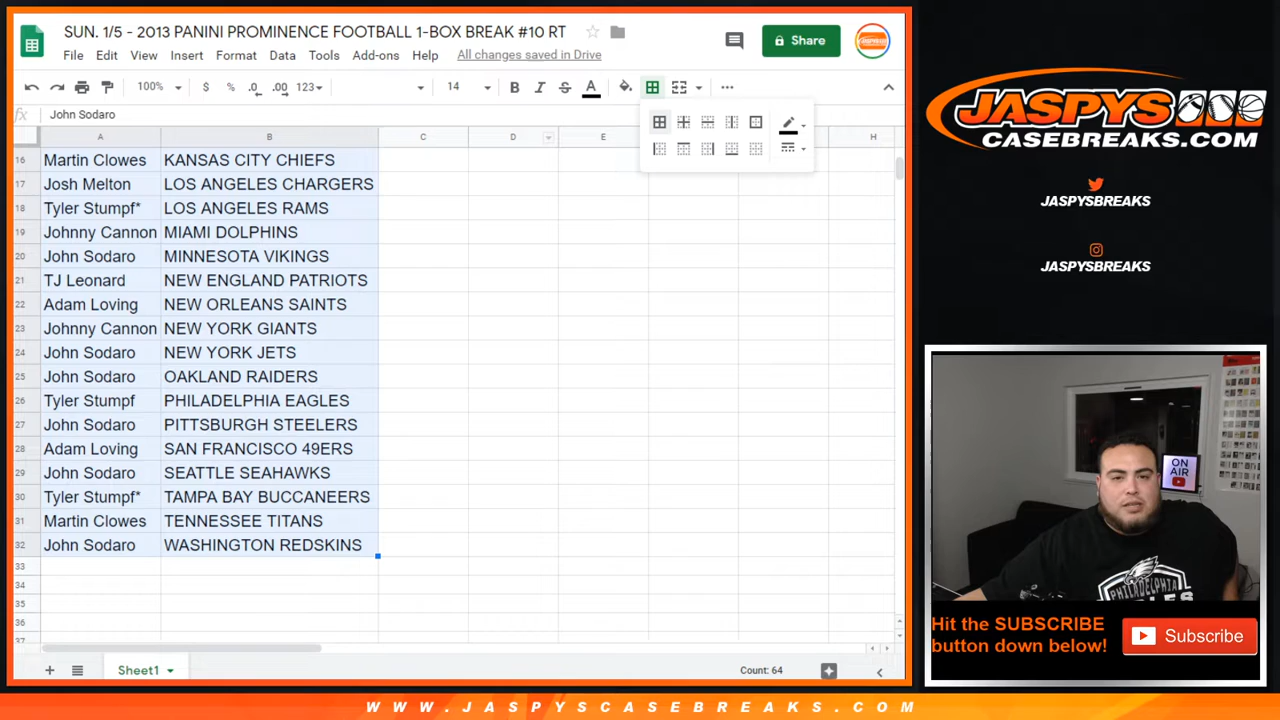 SUN. 1/5 - 2013 PANINI PROMINENCE FOOTBALL 1-BOX BREAK #10 RT
File Edit View Insert Format Data Tools Add-ons Help All changes saved in Drive
Share
100% $ % .0 .00 123 14 B I S A
fx John Sodaro
A B C D E H
16 Martin Clowes KANSAS CITY CHIEFS
17 Josh Melton LOS ANGELES CHARGERS
18 Tyler Stumpf* LOS ANGELES RAMS
19 Johnny Cannon MIAMI DOLPHINS
20 John Sodaro MINNESOTA VIKINGS
21 TJ Leonard NEW ENGLAND PATRIOTS
22 Adam Loving NEW ORLEANS SAINTS
23 Johnny Cannon NEW YORK GIANTS
24 John Sodaro NEW YORK JETS
25 John Sodaro OAKLAND RAIDERS
26 Tyler Stumpf PHILADELPHIA EAGLES
27 John Sodaro PITTSBURGH STEELERS
28 Adam Loving SAN FRANCISCO 49ERS
29 John Sodaro SEATTLE SEAHAWKS
30 Tyler Stumpf* TAMPA BAY BUCCANEERS
31 Martin Clowes TENNESSEE TITANS
32 John Sodaro WASHINGTON REDSKINS
33
34
35
36
37
Sheet1
Count: 64
JASPYS
CASEBREAKS.COM
JASPYSBREAKS
JASPYSBREAKS
ON
AIR
PHILADELPHIA
EAGLES
Hit the SUBSCRIBE
button down below!
Subscribe
WWW.JASPYSCASEBREAKS.COM